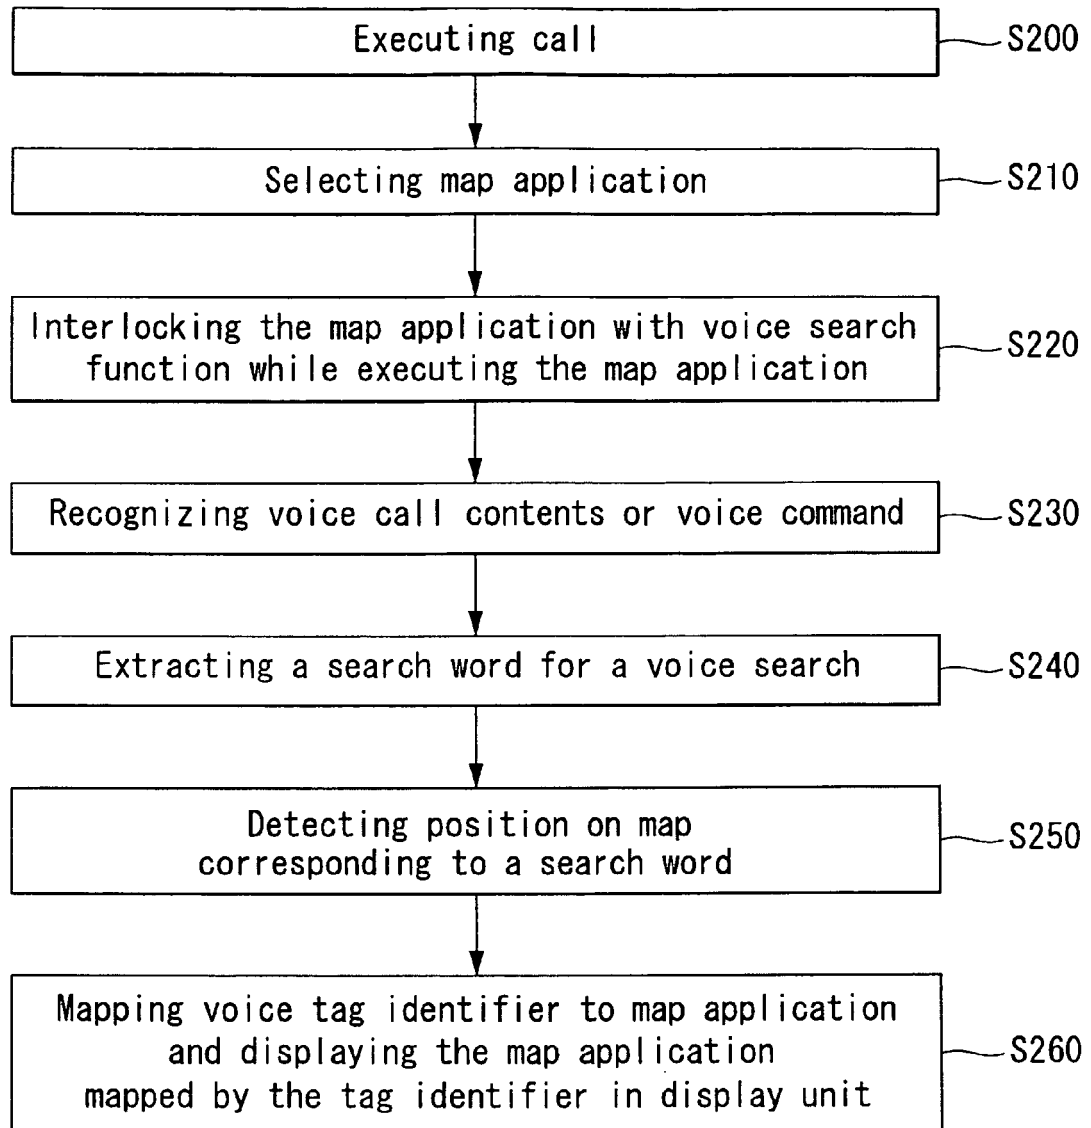 Executing call
S200
Selecting map application
S210
Interlocking the map application with voice search
function while executing the map application
S220
Recognizing voice call contents or voice command
S230
Extracting a search word for a voice search
S240
Detecting position on map
corresponding to a search word
S250
Mapping voice tag identifier to map application
and displaying the map application
mapped by the tag identifier in display unit
S260